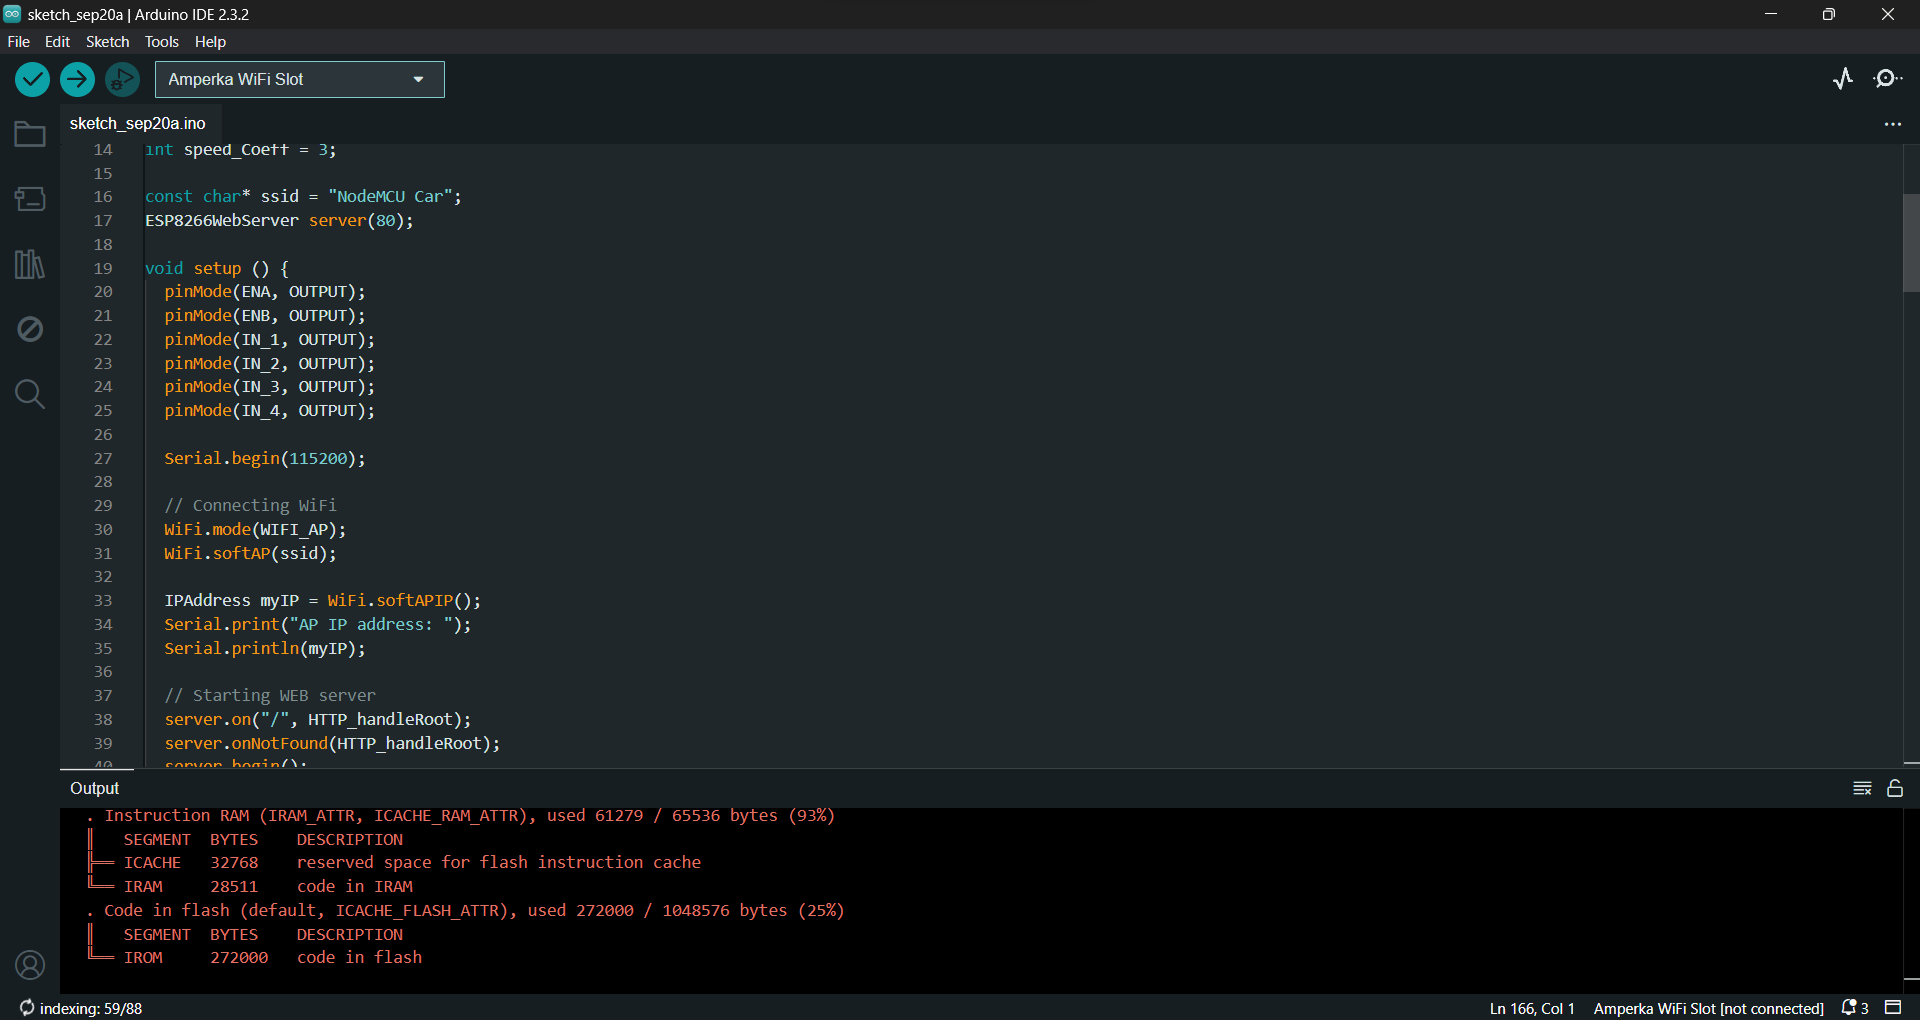 sketch_sep20a | Arduino IDE 2.3.2
File Edit Sketch Tools Help
Amperka WiFi Slot
sketch_sep20a.ino
14 int speed_Coeff = 3;
15
16 const char* ssid = "NodeMCU Car";
17 ESP8266WebServer server(80);
18
19 void setup () {
20 pinMode(ENA, OUTPUT);
21 pinMode(ENB, OUTPUT);
22 pinMode(IN_1, OUTPUT);
23 pinMode(IN_2, OUTPUT);
24 pinMode(IN_3, OUTPUT);
25 pinMode(IN_4, OUTPUT);
26
27 Serial.begin(115200);
28
29 // Connecting WiFi
30 WiFi.mode(WIFI_AP);
31 WiFi.softAP(ssid);
32
33 IPAddress myIP = WiFi.softAPIP();
34 Serial.print("AP IP address: ");
35 Serial.println(myIP);
36
37 // Starting WEB server
38 server.on("/", HTTP_handleRoot);
39 server.onNotFound(HTTP_handleRoot);
40 server.begin();
Output
. Instruction RAM (IRAM_ATTR, ICACHE_RAM_ATTR), used 61279 / 65536 bytes (93%)
║ SEGMENT BYTES DESCRIPTION
╠══ ICACHE 32768 reserved space for flash instruction cache
╚══ IRAM 28511 code in IRAM
. Code in flash (default, ICACHE_FLASH_ATTR), used 272000 / 1048576 bytes (25%)
║ SEGMENT BYTES DESCRIPTION
╚══ IROM 272000 code in flash
indexing: 59/88 Ln 166, Col 1 Amperka WiFi Slot [not connected] 3